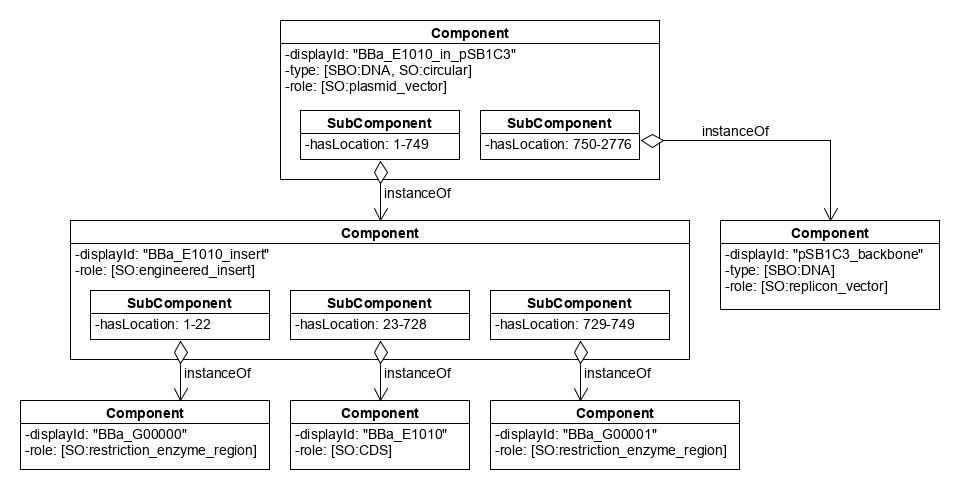 Component
-displayId: "BBa_E1010_in_pSB1C3"
-type: [SBO:DNA, SO:circular]
-role: [SO:plasmid_vector]
SubComponent
-hasLocation: 1-749
SubComponent
-hasLocation: 750-2776
instanceOf
instanceOf
Component
-displayId: "BBa_E1010_insert"
-role: [SO:engineered_insert]
SubComponent
-hasLocation: 1-22
SubComponent
-hasLocation: 23-728
SubComponent
-hasLocation: 729-749
Component
-displayId: "pSB1C3_backbone"
-type: [SBO:DNA]
-role: [SO:replicon_vector]
instanceOf
instanceOf
instanceOf
Component
-displayId: "BBa_G00000"
-role: [SO:restriction_enzyme_region]
Component
-displayId: "BBa_E1010"
-role: [SO:CDS]
Component
-displayId: "BBa_G00001"
-role: [SO:restriction_enzyme_region]